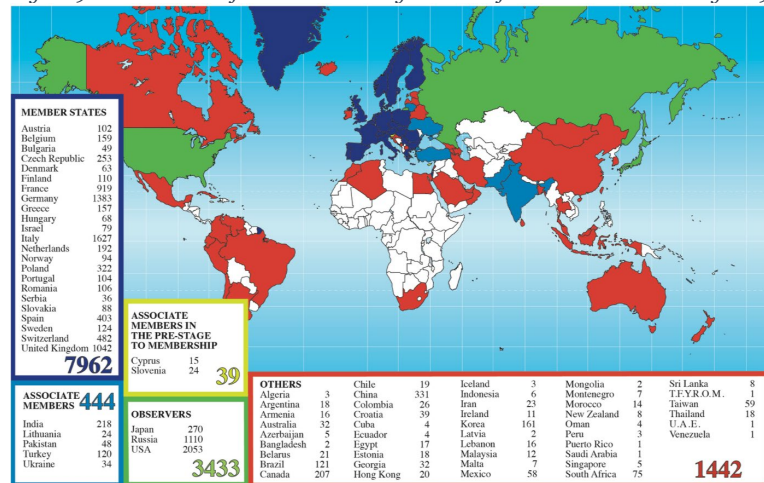 MEMBER STATES
Austria 102
Belgium 159
Bulgaria 49
Czech Republic 253
Denmark 63
Finland 110
France 919
Germany 1383
Greece 157
Hungary 68
Israel 79
Italy 1627
Netherlands 192
Norway 94
Poland 322
Portugal 104
Romania 106
Serbia 36
Slovakia 88
Spain 403
Sweden 124
Switzerland 482
United Kingdom 1042
7962
ASSOCIATE
MEMBERS 444
India 218
Lithuania 24
Pakistan 48
Turkey 120
Ukraine 34
ASSOCIATE
MEMBERS IN
THE PRE-STAGE
TO MEMBERSHIP
Cyprus 15
Slovenia 24
39
OBSERVERS
Japan 270
Russia 1110
USA 2053
3433
OTHERS
Algeria 3
Argentina 18
Armenia 16
Australia 32
Azerbaijan 5
Bangladesh 2
Belarus 21
Brazil 121
Canada 207
Chile 19
China 331
Colombia 26
Croatia 39
Cuba 4
Ecuador 4
Egypt 17
Estonia 18
Georgia 32
Hong Kong 20
Iceland 3
Indonesia 6
Iran 23
Ireland 11
Korea 161
Latvia 2
Lebanon 16
Malaysia 12
Malta 7
Mexico 58
Mongolia 2
Montenegro 7
Morocco 14
New Zealand 8
Oman 4
Peru 3
Puerto Rico 1
Saudi Arabia 1
Singapore 5
South Africa 75
Sri Lanka 8
T.F.Y.R.O.M. 1
Taiwan 59
Thailand 18
U.A.E. 1
Venezuela 1
1442